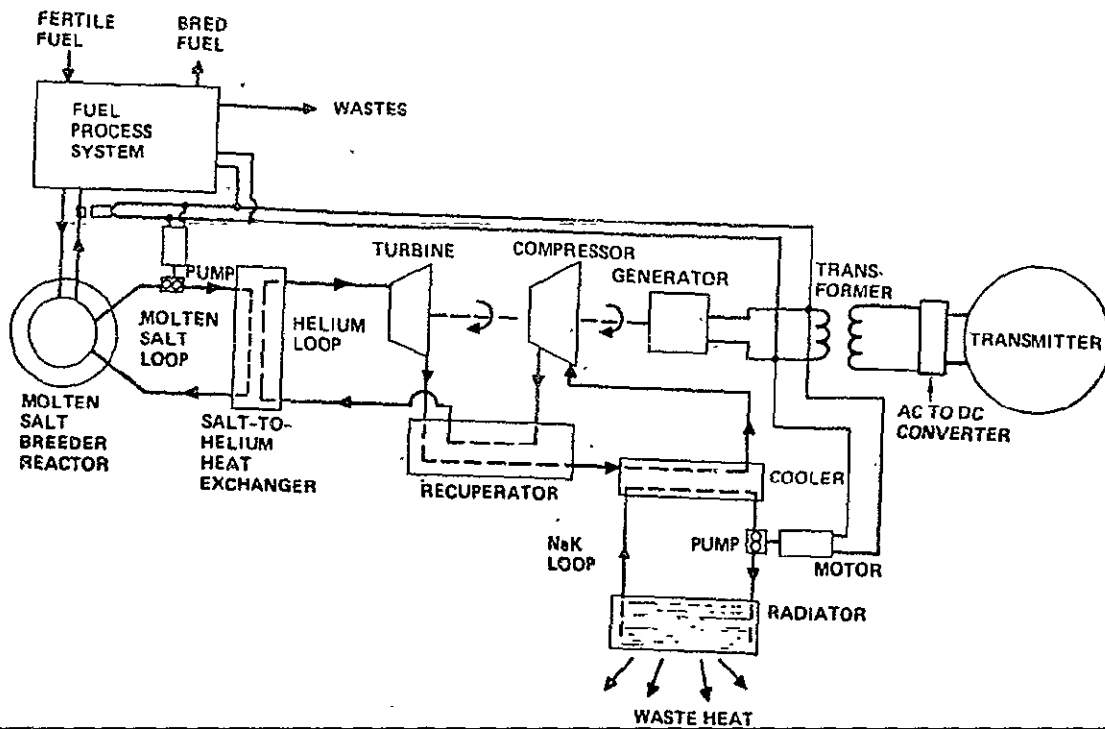 FERTILE
FUEL
BRED
FUEL
FUEL
PROCESS
SYSTEM
WASTES
PUMP
TURBINE
COMPRESSOR
GENERATOR
TRANS-
FORMER
TRANSMITTER
MOLTEN
SALT
LOOP
HELIUM
LOOP
MOLTEN
SALT
BREEDER
REACTOR
SALT-TO-
HELIUM
HEAT
EXCHANGER
RECUPERATOR
COOLER
AC TO DC
CONVERTER
NaK
LOOP
PUMP
MOTOR
RADIATOR
WASTE HEAT